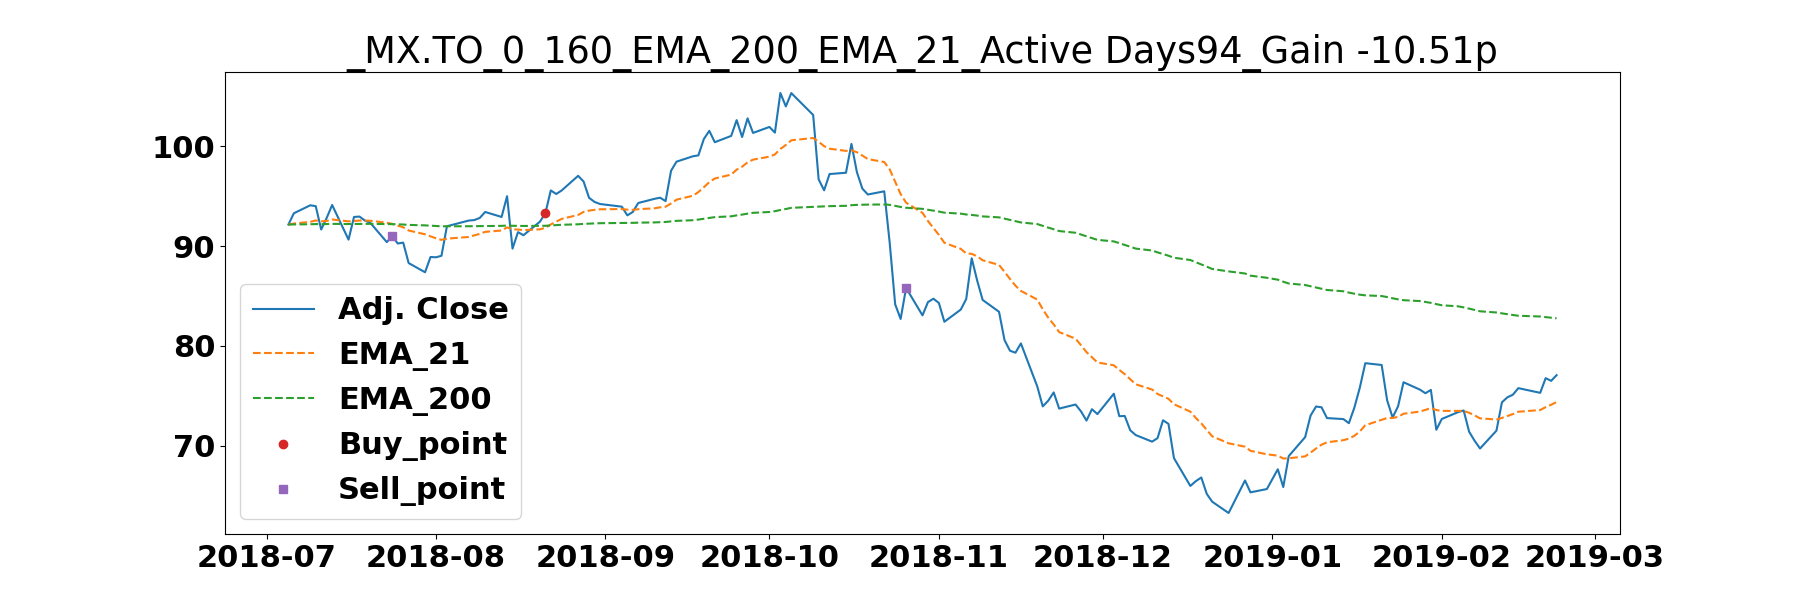 _MX.TO_0_160_EMA_200_EMA_21_Active Days94_Gain -10.51p
100
90
80
70
Adj. Close
EMA_21
EMA_200
Buy_point
Sell_point
2018-07 2018-08 2018-09 2018-10 2018-11 2018-12 2019-01 2019-02 2019-03